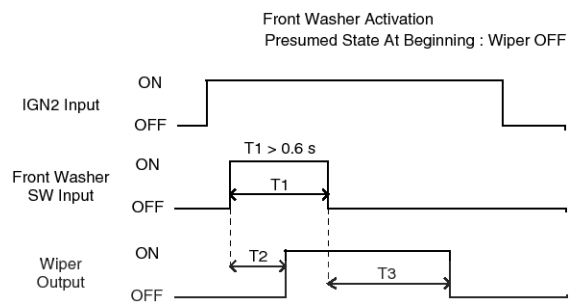 Front Washer Activation
Presumed State At Beginning : Wiper OFF
ON
IGN2 Input
OFF
T1 > 0.6 s
ON
Front Washer
SW Input
T1
OFF
ON
T2
Wiper
Output
T3
OFF